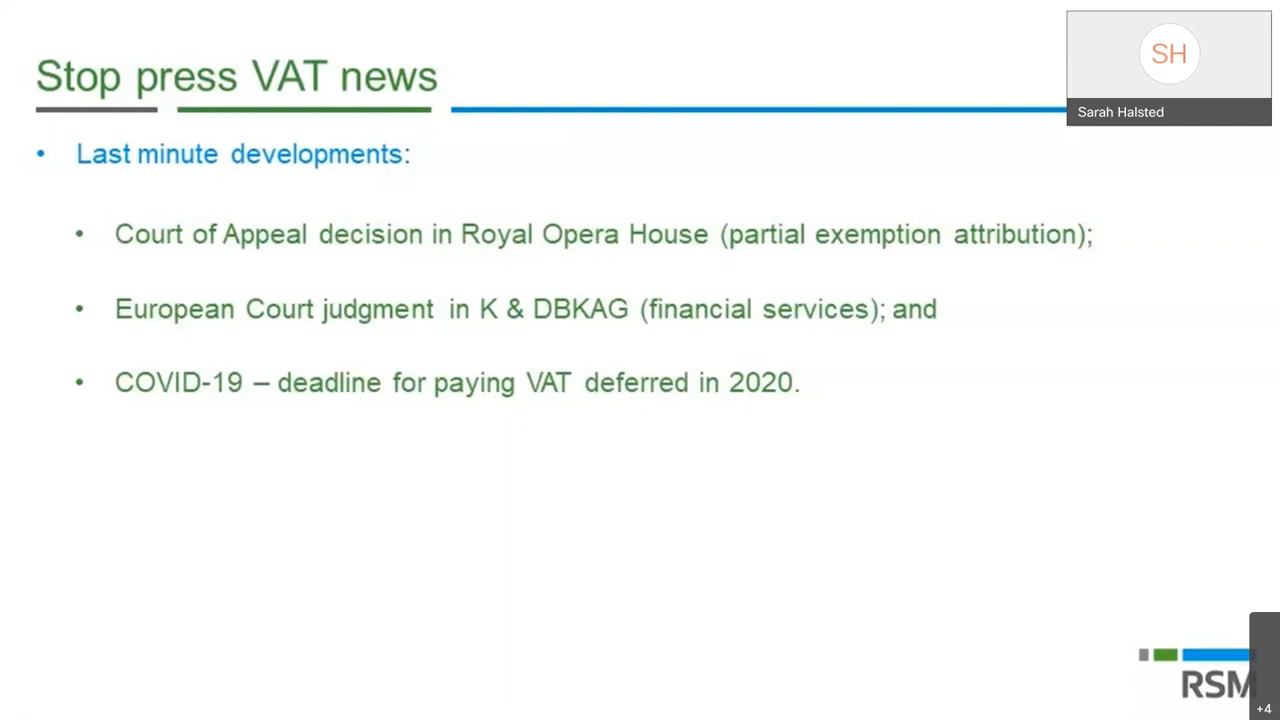 Stop press VAT news
SH
Sarah Halsted
• Last minute developments:
• Court of Appeal decision in Royal Opera House (partial exemption attribution);
• European Court judgment in K & DBKAG (financial services); and
• COVID-19 – deadline for paying VAT deferred in 2020.
RSM
+4